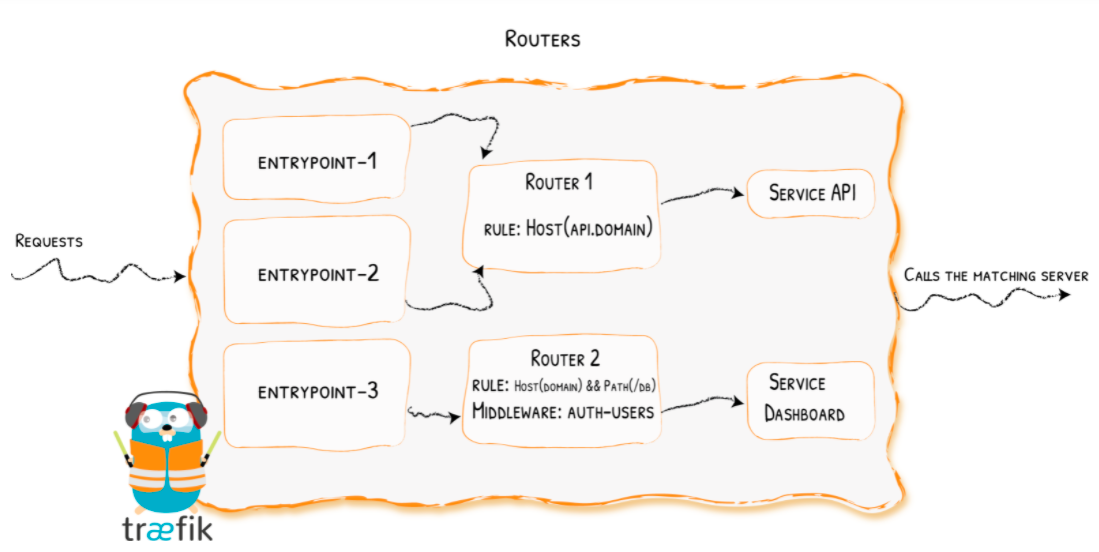 ROUTERS
ENTRYPOINT-1
ROUTER 1
RULE: HOST(API.DOMAIN)
SERVICE API
REQUESTS
ENTRYPOINT-2
CALLS THE MATCHING SERVER
ENTRYPOINT-3
ROUTER 2
RULE: HOST(DOMAIN) && PATH(/DB)
MIDDLEWARE: AUTH-USERS
SERVICE
DASHBOARD
træfik